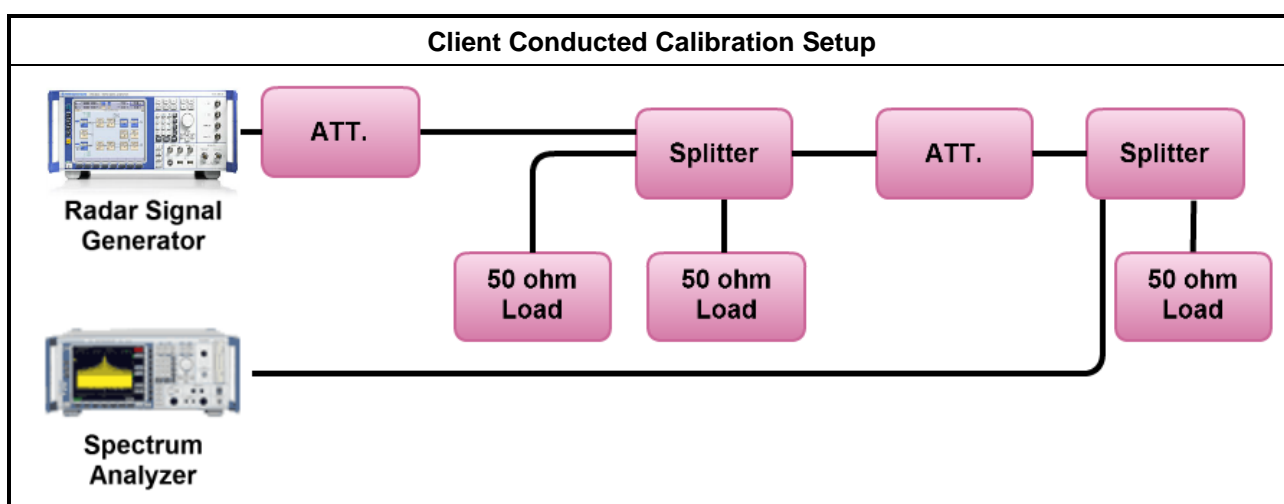 Client Conducted Calibration Setup
ATT.
Splitter
ATT.
Splitter
Radar Signal
Generator
50 ohm
Load
50 ohm
Load
50 ohm
Load
Spectrum
Analyzer